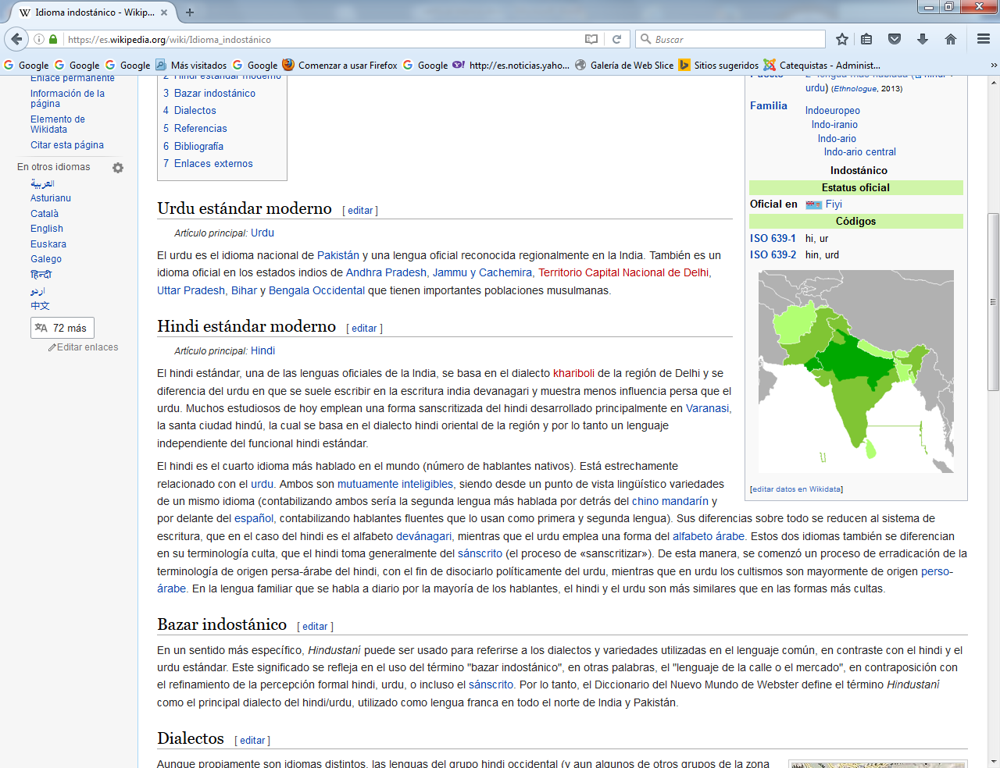 Idioma indostánico - Wikip...
https://es.wikipedia.org/wiki/Idioma_indostánico
Buscar
Google
Google
Google
Más visitados
Google
Comenzar a usar Firefox
Google
http://es.noticias.yaho...
Galería de Web Slice
Sitios sugeridos
Catequistas - Administ...
Enlace permanente
Información de la
página
Elemento de
Wikidata
Citar esta página
En otros idiomas
العربية
Asturianu
Català
English
Euskara
Galego
हिन्दी
اردو
中文
72 más
Editar enlaces
2 Hindi estándar moderno
3 Bazar indostánico
4 Dialectos
5 Referencias
6 Bibliografía
7 Enlaces externos
Urdu estándar moderno [ editar ]
Artículo principal: Urdu
El urdu es el idioma nacional de Pakistán y una lengua oficial reconocida regionalmente en la India. También es un
idioma oficial en los estados indios de Andhra Pradesh, Jammu y Cachemira, Territorio Capital Nacional de Delhi,
Uttar Pradesh, Bihar y Bengala Occidental que tienen importantes poblaciones musulmanas.
Hindi estándar moderno [ editar ]
Artículo principal: Hindi
El hindi estándar, una de las lenguas oficiales de la India, se basa en el dialecto khariboli de la región de Delhi y se
diferencia del urdu en que se suele escribir en la escritura india devanagari y muestra menos influencia persa que el
urdu. Muchos estudiosos de hoy emplean una forma sanscritizada del hindi desarrollado principalmente en Varanasi,
la santa ciudad hindú, la cual se basa en el dialecto hindi oriental de la región y por lo tanto un lenguaje
independiente del funcional hindi estándar.
El hindi es el cuarto idioma más hablado en el mundo (número de hablantes nativos). Está estrechamente
relacionado con el urdu. Ambos son mutuamente inteligibles, siendo desde un punto de vista lingüístico variedades
de un mismo idioma (contabilizando ambos sería la segunda lengua más hablada por detrás del chino mandarín y
por delante del español, contabilizando hablantes fluentes que lo usan como primera y segunda lengua). Sus diferencias sobre todo se reducen al sistema de
escritura, que en el caso del hindi es el alfabeto devánagari, mientras que el urdu emplea una forma del alfabeto árabe. Estos dos idiomas también se diferencian
en su terminología culta, que el hindi toma generalmente del sánscrito (el proceso de «sanscritizar»). De esta manera, se comenzó un proceso de erradicación de la
terminología de origen persa-árabe del hindi, con el fin de disociarlo políticamente del urdu, mientras que en urdu los cultismos son mayormente de origen perso-
árabe. En la lengua familiar que se habla a diario por la mayoría de los hablantes, el hindi y el urdu son más similares que en las formas más cultas.
Bazar indostánico [ editar ]
En un sentido más específico, Hindustaní puede ser usado para referirse a los dialectos y variedades utilizadas en el lenguaje común, en contraste con el hindi y el
urdu estándar. Este significado se refleja en el uso del término "bazar indostánico", en otras palabras, el "lenguaje de la calle o el mercado", en contraposición con
el refinamiento de la percepción formal hindi, urdu, o incluso el sánscrito. Por lo tanto, el Diccionario del Nuevo Mundo de Webster define el término Hindustaní
como el principal dialecto del hindi/urdu, utilizado como lengua franca en todo el norte de India y Pakistán.
Dialectos [ editar ]
Aunque propiamente son idiomas distintos, las lenguas del grupo hindi occidental (y aun algunos de otros grupos de la zona
urdu) (Ethnologue, 2013)
Familia
Indoeuropeo
Indo-iranio
Indo-ario
Indo-ario central
Indostánico
Estatus oficial
Oficial en Fiyi
Códigos
ISO 639-1 hi, ur
ISO 639-2 hin, urd
[editar datos en Wikidata]